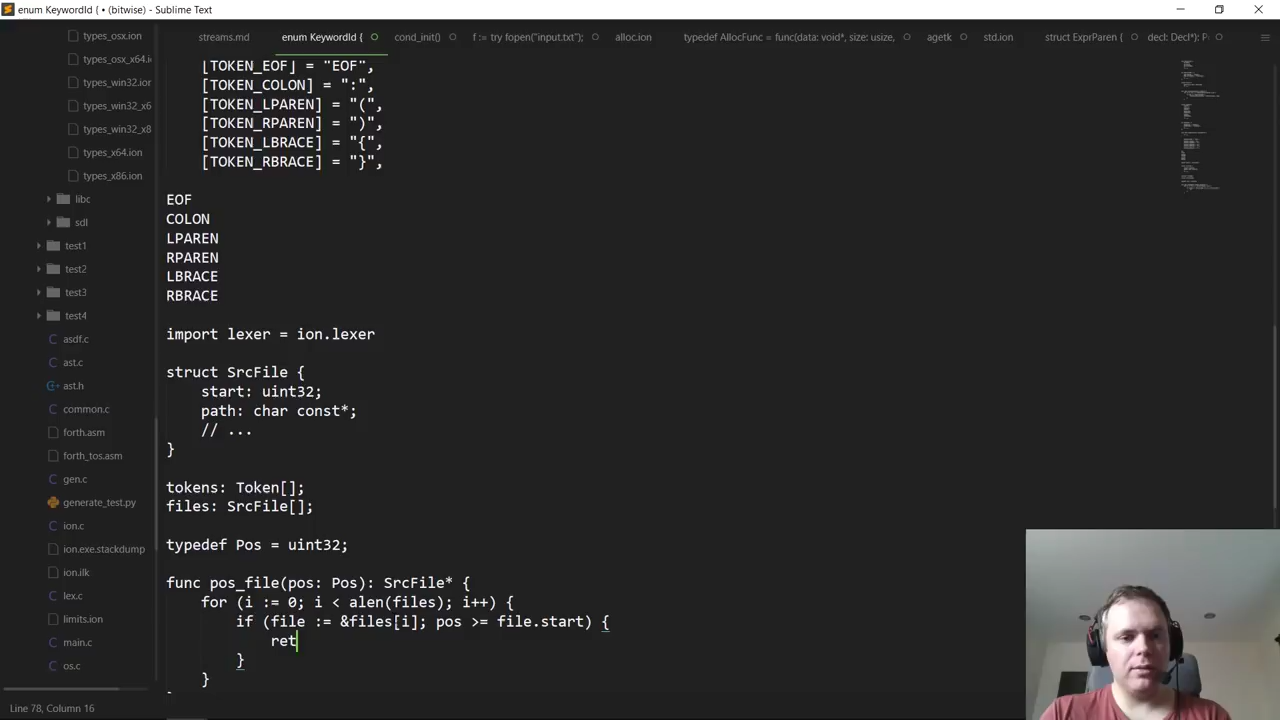 enum KeywordId { • (bitwise) - Sublime Text
types_osx.ion
types_osx_x64.i
types_win32.ion
types_win32_x6
types_win32_x8
types_x64.ion
types_x86.ion
libc
sdl
test1
test2
test3
test4
asdf.c
ast.c
ast.h
common.c
forth.asm
forth_tos.asm
gen.c
generate_test.py
ion.c
ion.exe.stackdump
ion.ilk
lex.c
limits.ion
main.c
os.c
streams.md
enum KeywordId {
cond_init()
f := try fopen("input.txt");
alloc.ion
typedef AllocFunc = func(data: void*, size: usize,
agetk
std.ion
struct ExprParen {
decl: Decl*): P
[TOKEN_EOF] = "EOF",
[TOKEN_COLON] = ":",
[TOKEN_LPAREN] = "(",
[TOKEN_RPAREN] = ")",
[TOKEN_LBRACE] = "{",
[TOKEN_RBRACE] = "}",
EOF
COLON
LPAREN
RPAREN
LBRACE
RBRACE
import lexer = ion.lexer
struct SrcFile {
start: uint32;
path: char const*;
// ...
}
tokens: Token[];
files: SrcFile[];
typedef Pos = uint32;
func pos_file(pos: Pos): SrcFile* {
for (i := 0; i < alen(files); i++) {
if (file := &files[i]; pos >= file.start) {
ret
}
}
Line 78, Column 16